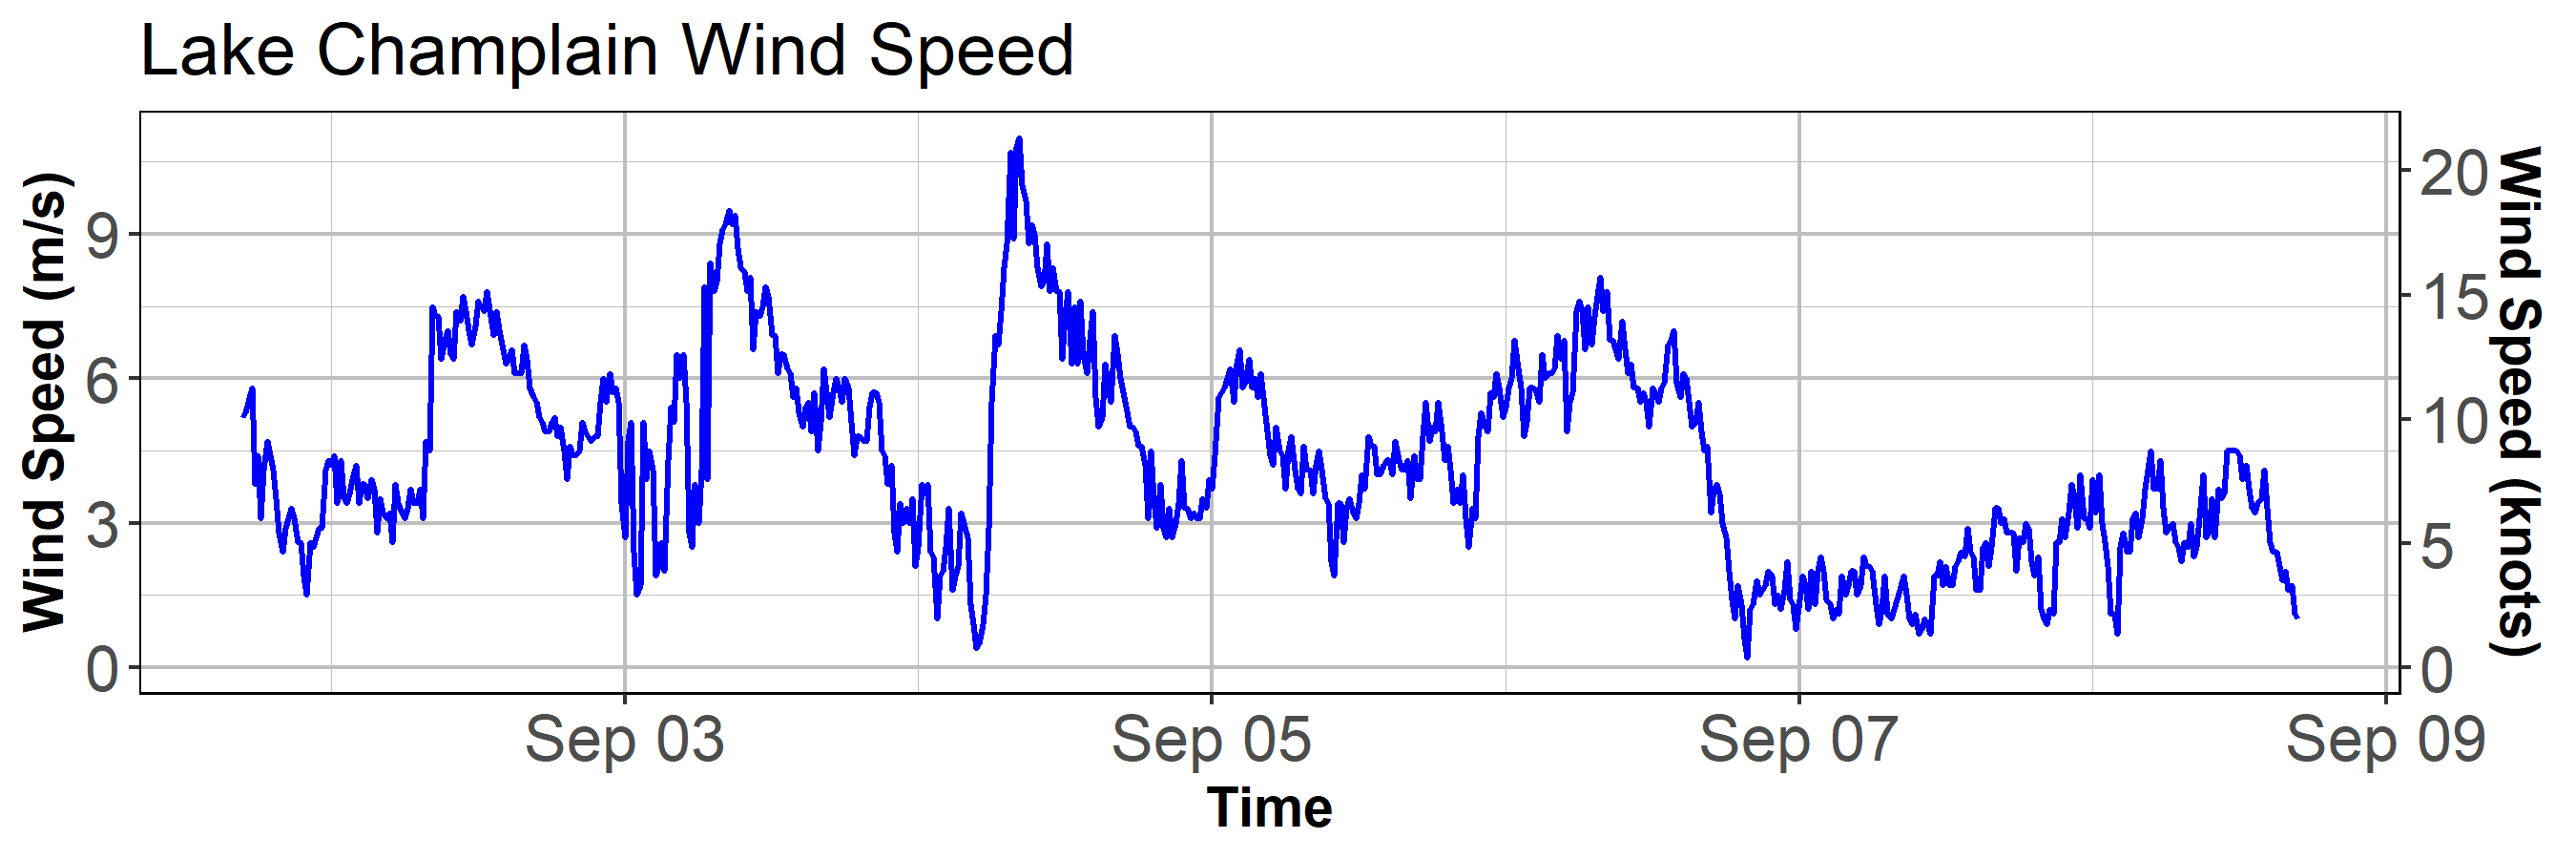 Lake Champlain Wind Speed
Wind Speed (m/s)
9
6
3
0
20
15
10
5
0
Wind Speed (knots)
Sep 03
Sep 05
Sep 07
Sep 09
Time